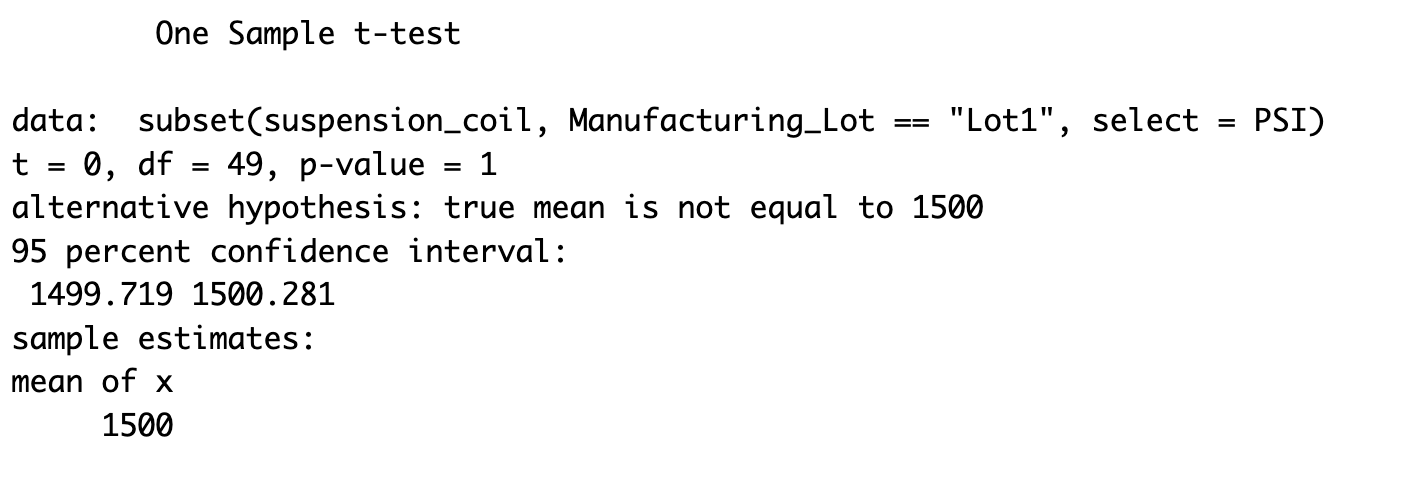 One Sample t-test
data:  subset(suspension_coil, Manufacturing_Lot == "Lot1", select = PSI)
t = 0, df = 49, p-value = 1
alternative hypothesis: true mean is not equal to 1500
95 percent confidence interval:
 1499.719 1500.281
sample estimates:
mean of x
     1500